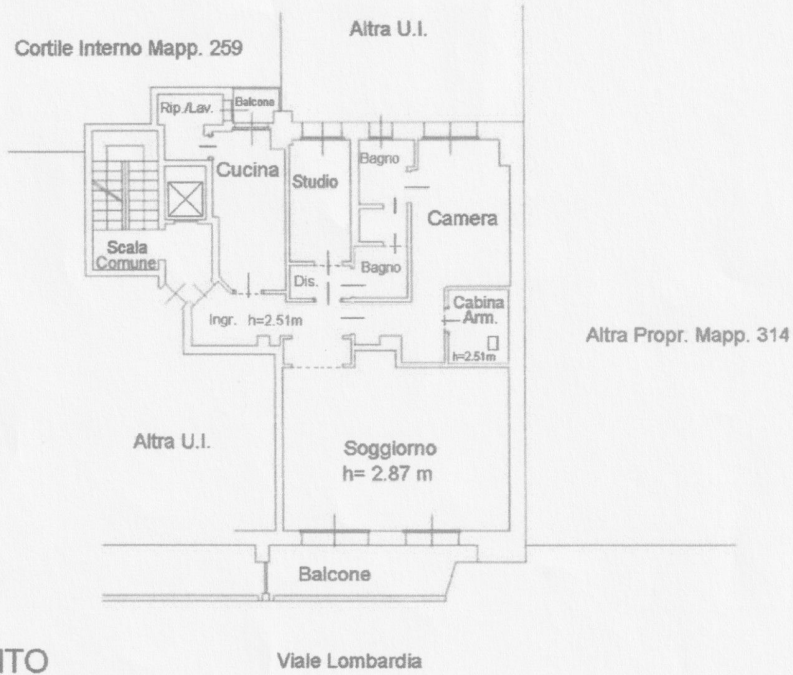 Altra U.I.
Cortile Interno Mapp. 259
Rip./Lav.
Balcone
Cucina
Studio
Bagno
Camera
Scala
Comune
Dis.
Bagno
Cabina
Arm.
h=2.51m
Ingr. h=2.51m
Altra Propr. Mapp. 314
Altra U.I.
Soggiorno
h= 2.87 m
Balcone
Viale Lombardia